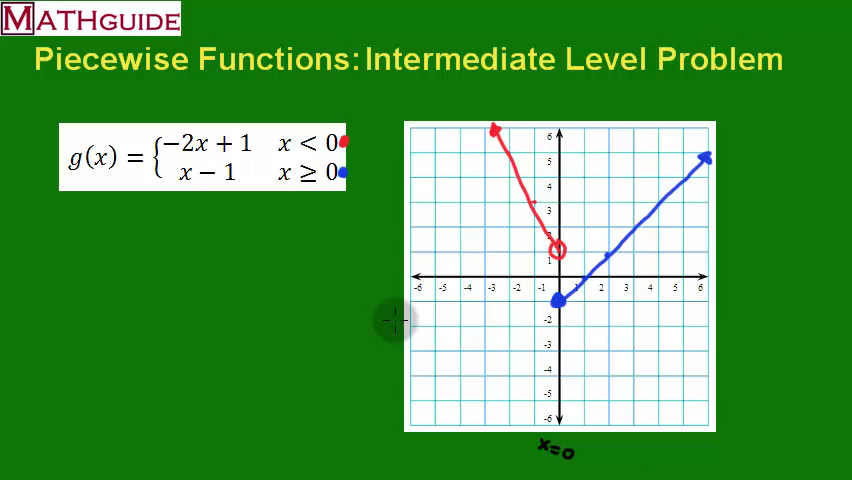 MATHGUIDE
Piecewise Functions: Intermediate Level Problem
g(x) = { −2x + 1 x < 0
x − 1 x ≥ 0
6
5
4
3
2
1
-6 -5 -4 -3 -2 -1 1 2 3 4 5 6
-2
-3
-4
-5
-6
x=0